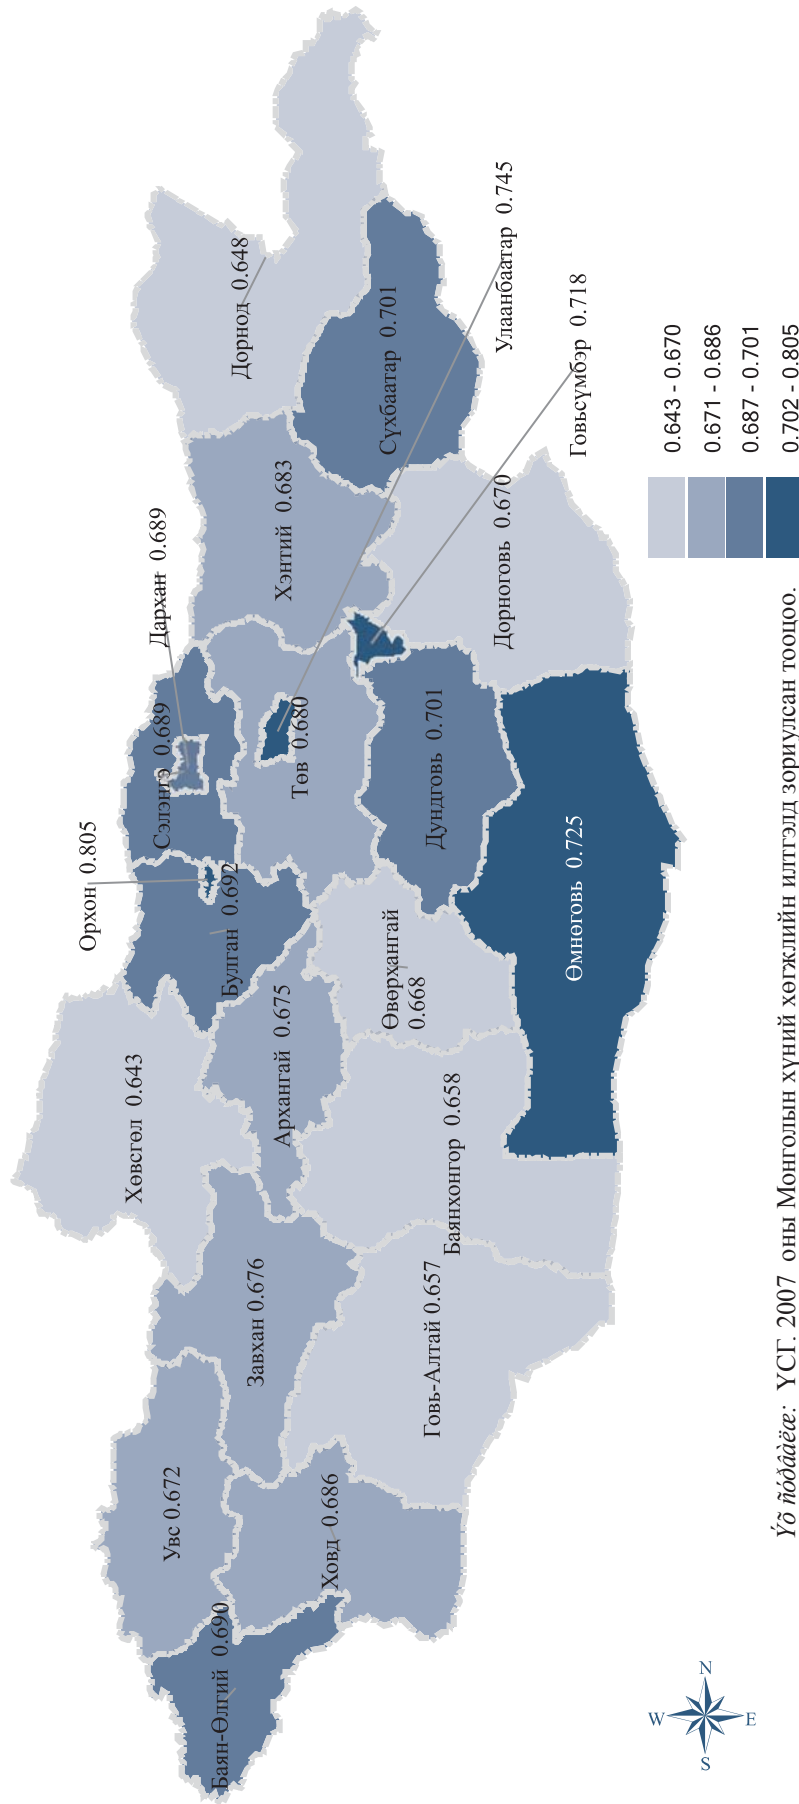 Баян-Өлгий 0.690
Увс 0.672
Ховд 0.686
Завхан 0.676
Говь-Алтай 0.657
Хөвсгөл 0.643
Архангай 0.675
Баянхонгор 0.658
Өвөрхангай
0.668
Орхон 0.805
Булган 0.692
Сэлэнгэ 0.689
Дархан 0.689
Төв 0.680
Дундговь 0.701
Өмнөговь 0.725
Хэнтий 0.683
Дорноговь 0.670
Дорнод 0.648
Сүхбаатар 0.701
Улаанбаатар 0.745
Говьсүмбэр 0.718
0.643 - 0.670
0.671 - 0.686
0.687 - 0.701
0.702 - 0.805
N
W
E
S
Ýõ ñóðâàëæ: ҮСГ. 2007 оны Монголын хүний хөгжлийн илтгэлд зориулсан тооцоо.